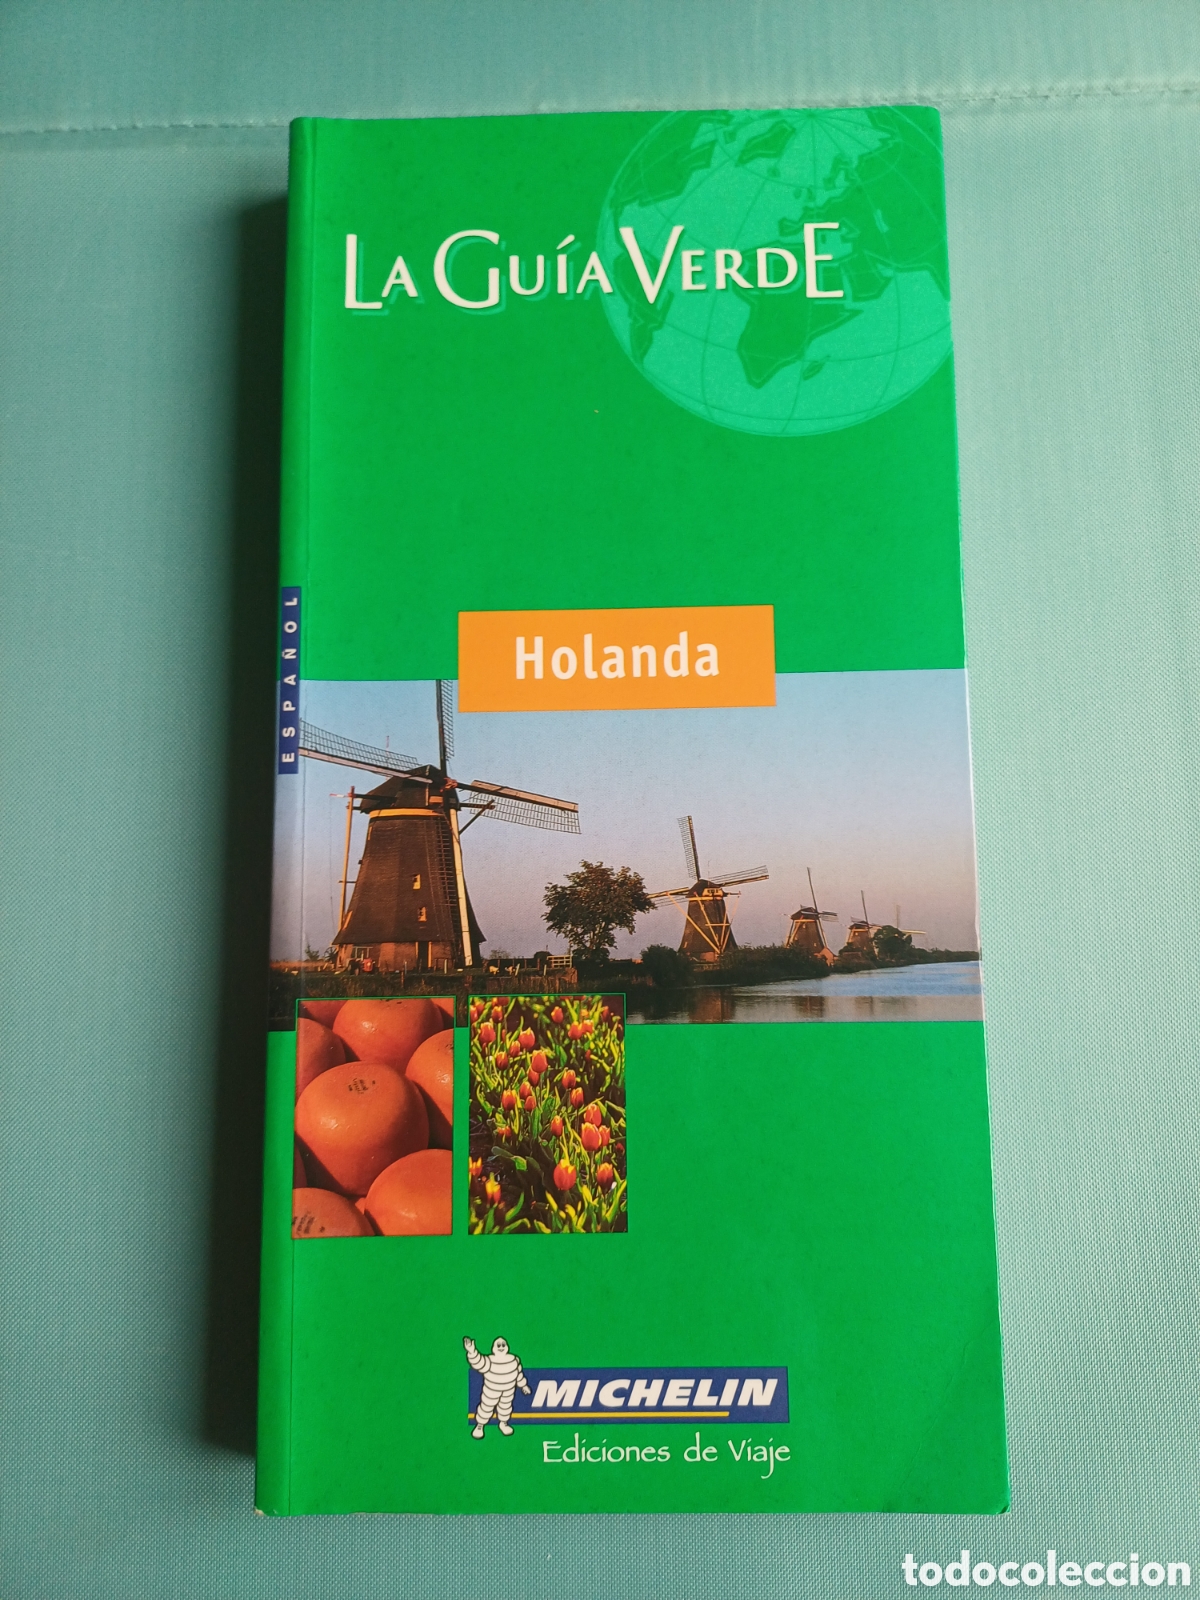 LA GUÍA VERDE
Holanda
ESPAÑOL
MICHELIN
Ediciones de Viaje
todocoleccion